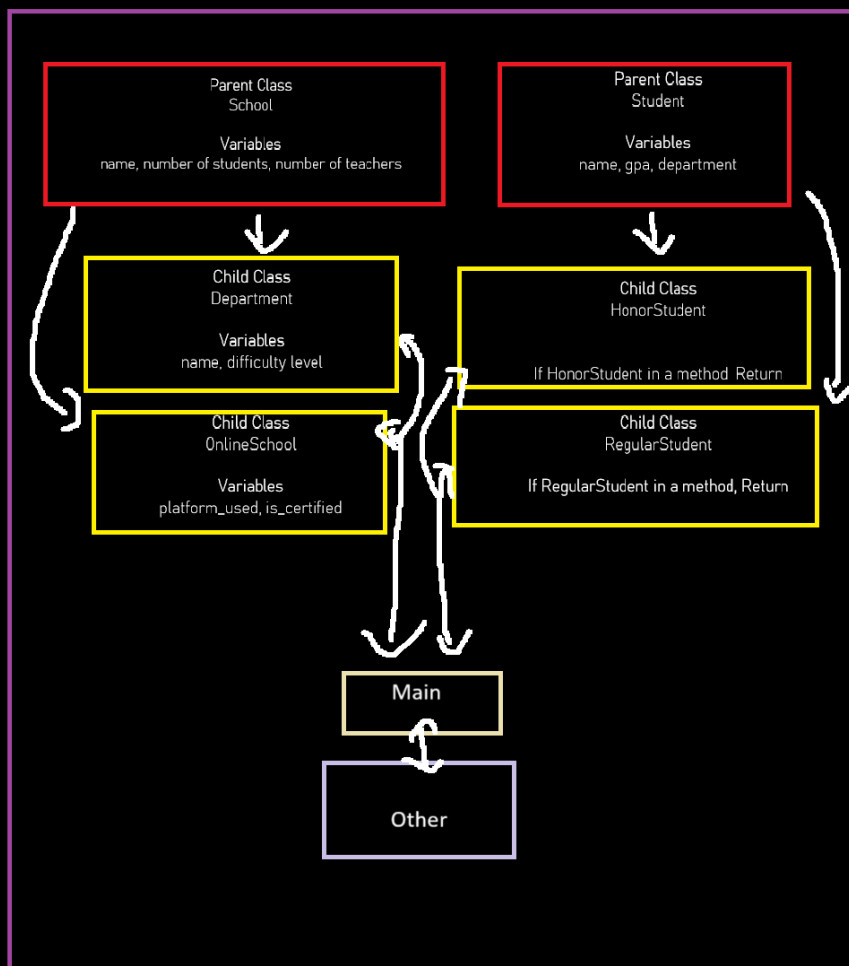 Parent Class
School
Variables
name, number of students, number of teachers
Parent Class
Student
Variables
name, gpa, department
Child Class
Department
Variables
name, difficulty level
Child Class
HonorStudent
If HonorStudent in a method, Return
Child Class
OnlineSchool
Variables
platform_used, is_certified
Child Class
RegularStudent
If RegularStudent in a method, Return
Main
Other